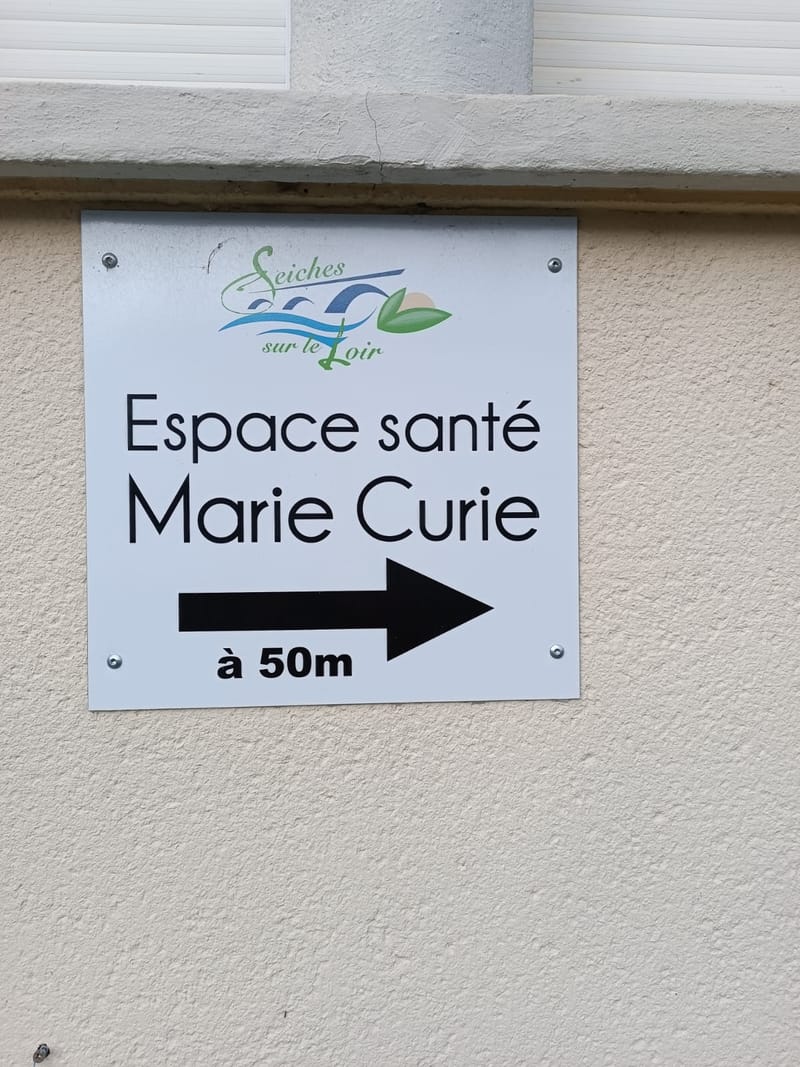 Seiches
sur le Loir
Espace santé
Marie Curie
à 50m